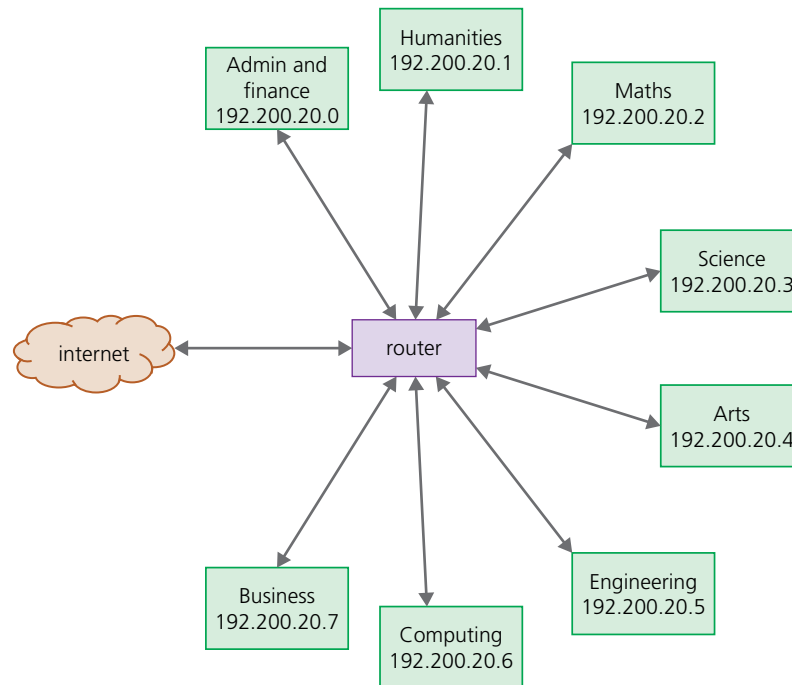 Humanities
192.200.20.1
Admin and
finance
192.200.20.0
Maths
192.200.20.2
Science
192.200.20.3
internet
router
Arts
192.200.20.4
Engineering
192.200.20.5
Business
192.200.20.7
Computing
192.200.20.6